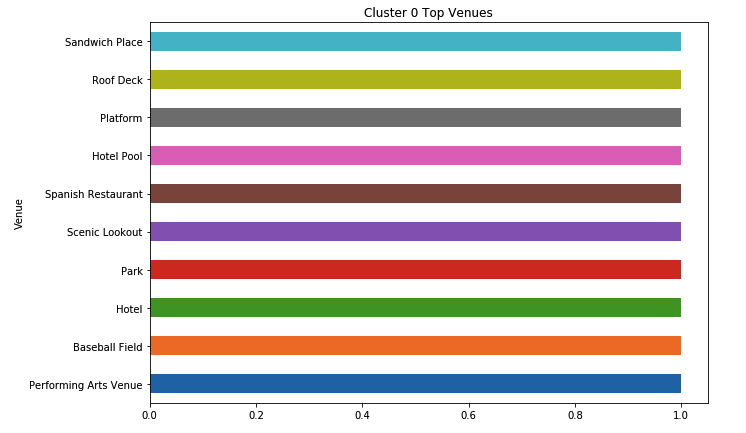 Cluster 0 Top Venues
Sandwich Place
Roof Deck
Platform
Hotel Pool
Spanish Restaurant
Scenic Lookout
Park
Hotel
Baseball Field
Performing Arts Venue
Venue
0.0 0.2 0.4 0.6 0.8 1.0